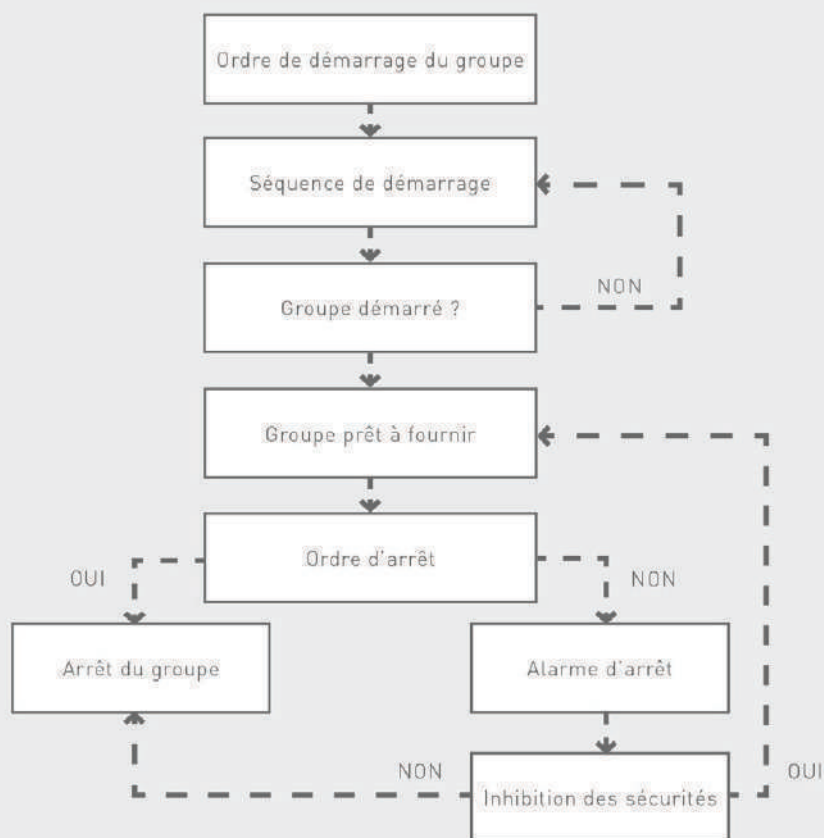 Ordre de démarrage du groupe
Séquence de démarrage
NON
Groupe démarré ?
Groupe prêt à fournir
Ordre d'arrêt
OUI
NON
Arrêt du groupe
Alarme d'arrêt
NON
OUI
Inhibition des sécurités